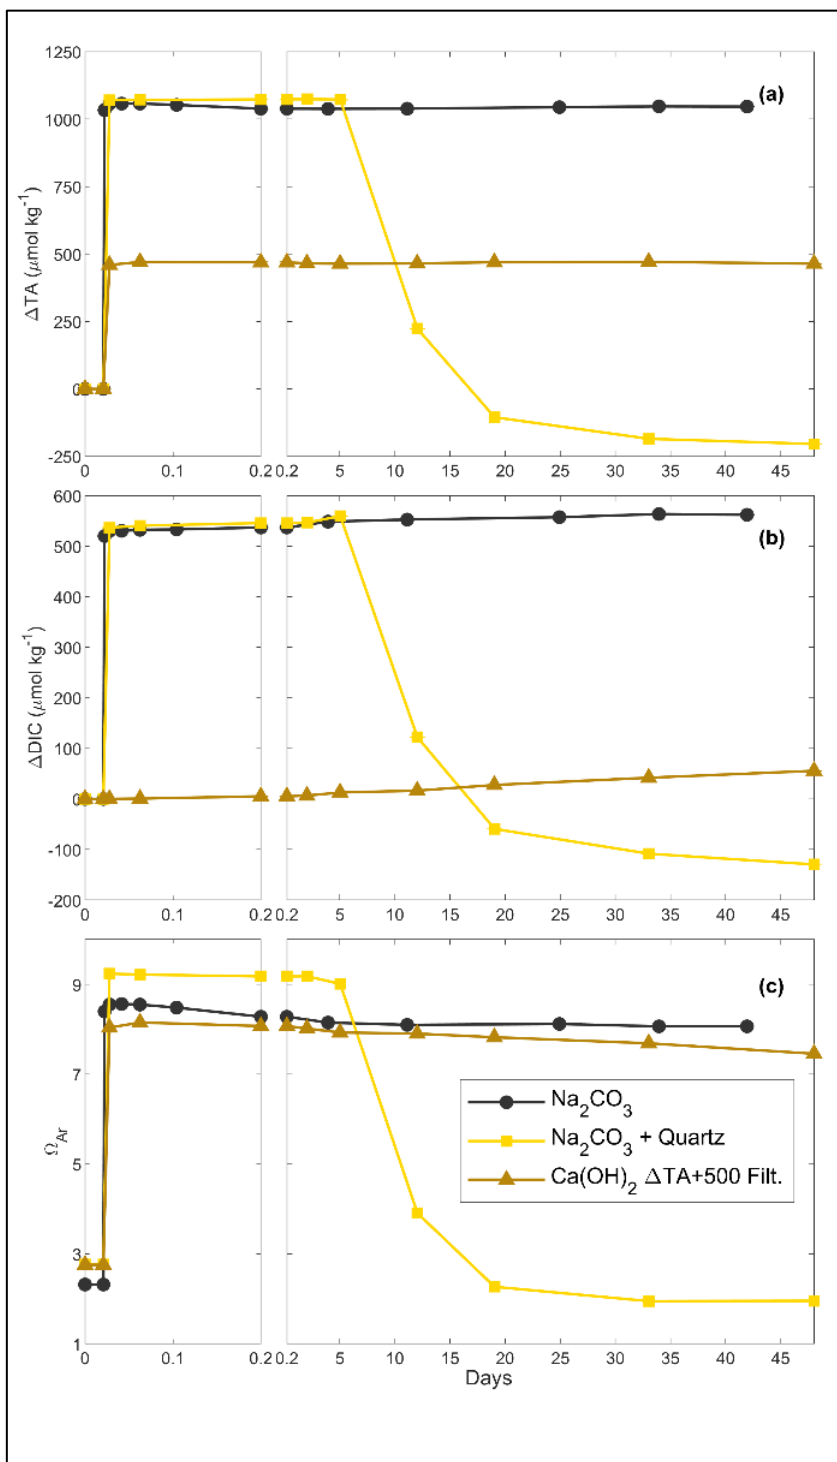 1250
1000
750
500
250
0
-250
ΔTA (μmol kg⁻¹)
(a)
0 0.1 0.2 0.2 5 10 15 20 25 30 35 40 45
600
500
400
300
200
100
0
-100
-200
ΔDIC (μmol kg⁻¹)
(b)
0 0.1 0.2 0.2 5 10 15 20 25 30 35 40 45
9
7
5
3
1
Ω_Ar
(c)
Na₂CO₃
Na₂CO₃ + Quartz
Ca(OH)₂ ΔTA+500 Filt.
0 0.1 0.2 0.2 5 10 15 20 25 30 35 40 45
Days